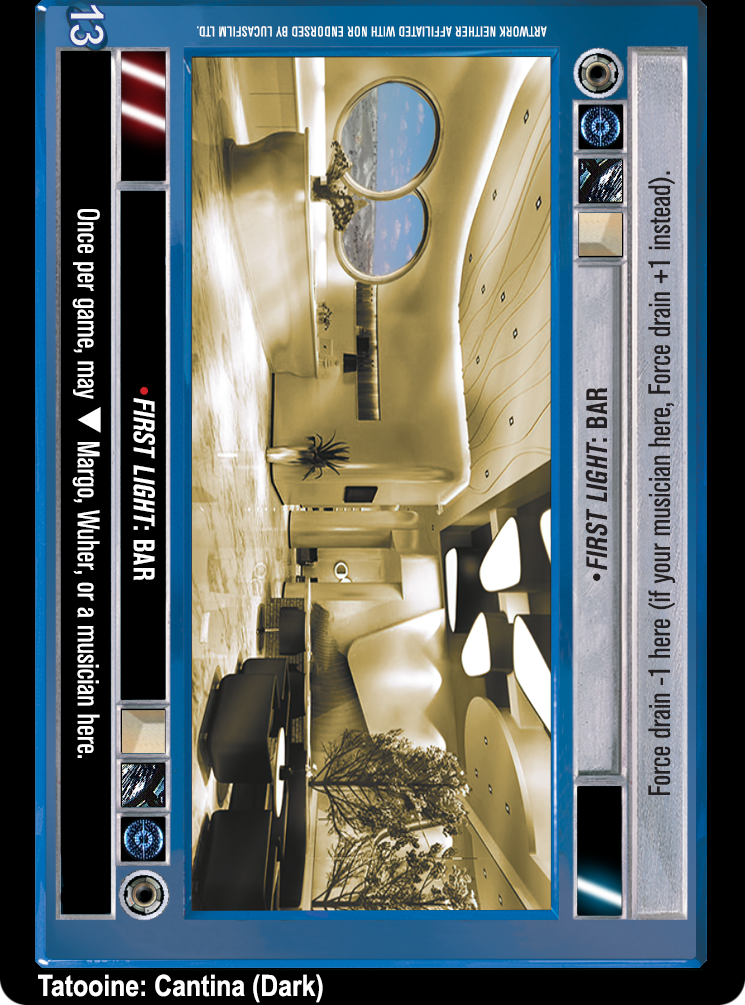 13
ARTWORK NEITHER AFFILIATED WITH NOR ENDORSED BY LUCASFILM LTD.
Once per game, may ▼ Margo, Wuher, or a musician here.
•FIRST LIGHT: BAR
•FIRST LIGHT: BAR
Force drain -1 here (if your musician here, Force drain +1 instead).
Tatooine: Cantina (Dark)